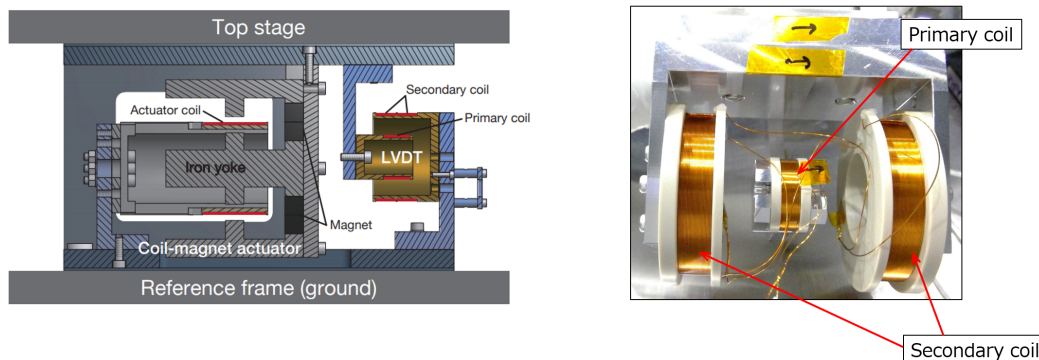 Top stage
Secondary coil
Primary coil
Actuator coil
LVDT
Iron yoke
Magnet
Coil-magnet actuator
Reference frame (ground)
Primary coil
Secondary coil